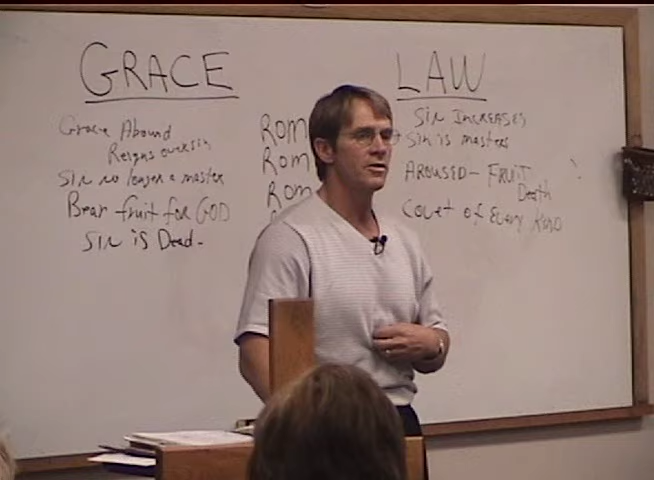 GRACE
LAW
Grace Abound
Reigns over sin
Sin no longer a master
Bear fruit for GOD
Sin is Dead-
Rom
Rom
Rom
Sin Increases
Sin is master
Aroused - Fruit
Death
Covet of Every Kind